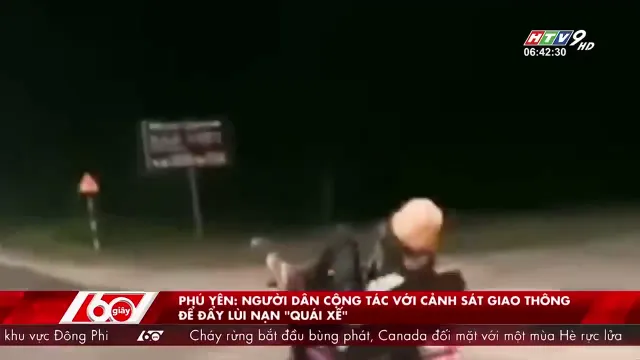 HTV9 HD
06:42:30
60 giây
PHÚ YÊN: NGƯỜI DÂN CỘNG TÁC VỚI CẢNH SÁT GIAO THÔNG
ĐỂ ĐẨY LÙI NẠN "QUÁI XẾ"
khu vực Đông Phi 60 Cháy rừng bắt đầu bùng phát, Canada đối mặt với một mùa Hè rực lửa